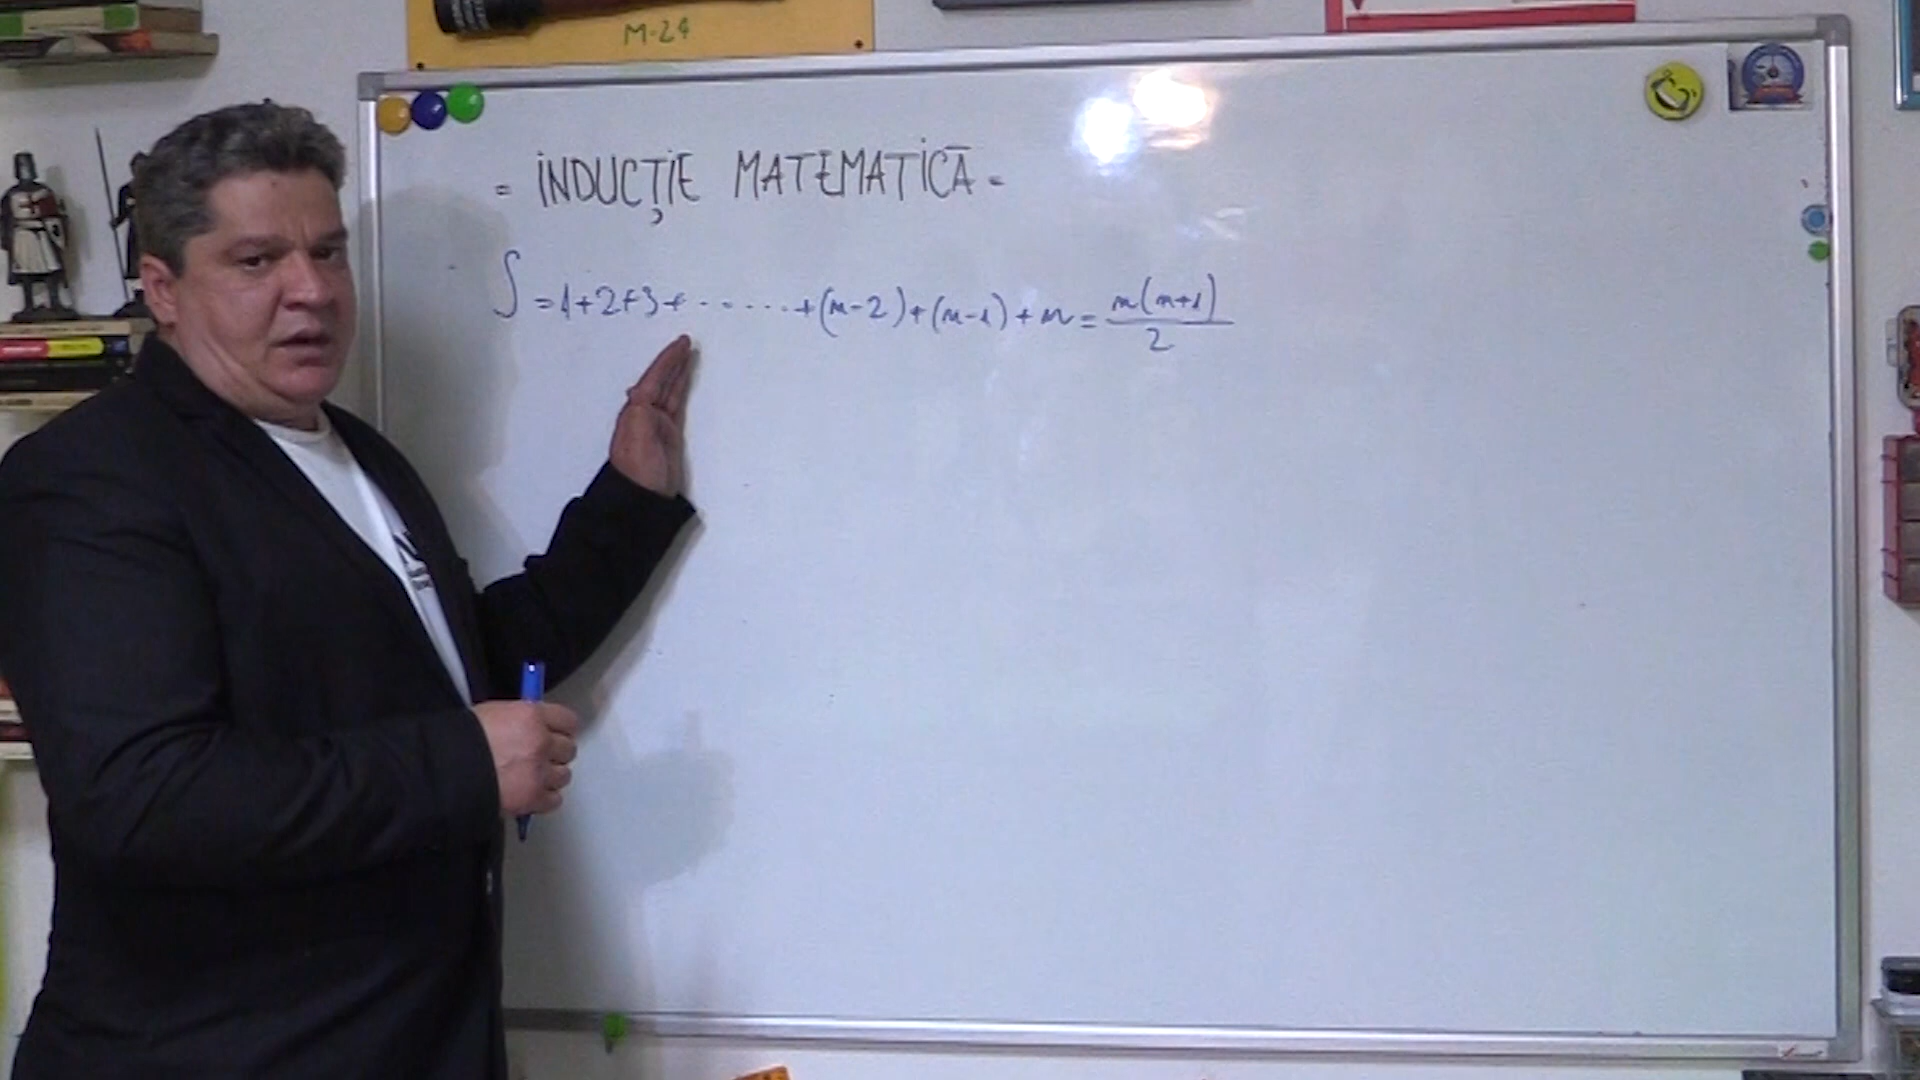 M-24
= INDUCȚIE MATEMATICĂ =
S = 1+2+3+ . . . . . . +(n-2)+(n-1)+n = n(n+1)
2